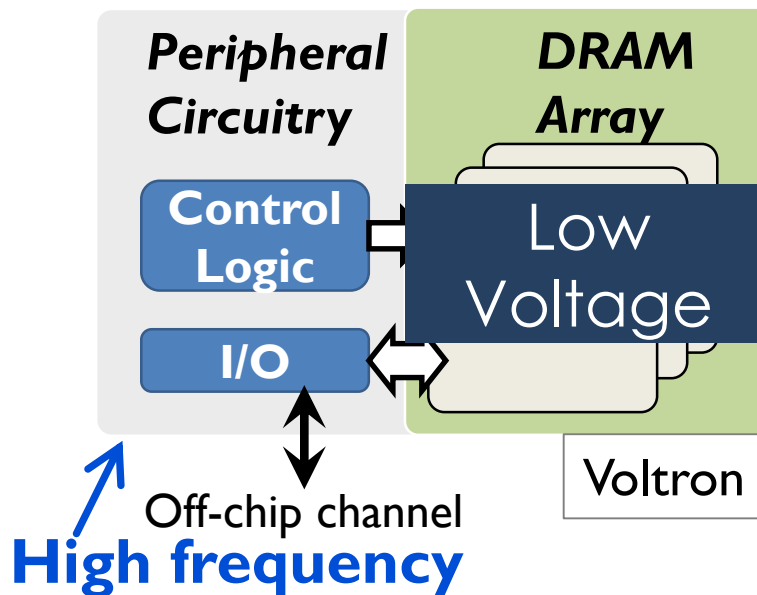 Peripheral
Circuitry
DRAM
Array
Control
Logic
Low
Voltage
I/O
Voltron
Off-chip channel
High frequency